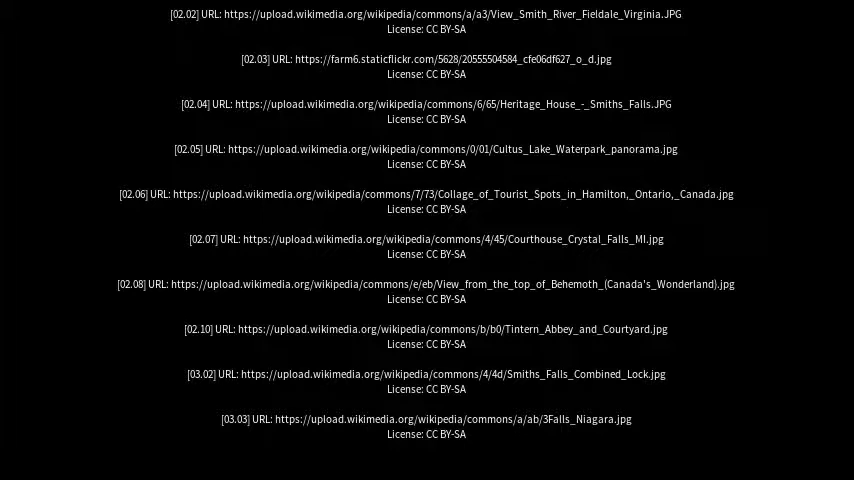 [02.02] URL: https://upload.wikimedia.org/wikipedia/commons/a/a3/View_Smith_River_Fieldale_Virginia.JPG
License: CC BY-SA
[02.03] URL: https://farm6.staticflickr.com/5628/20555504584_cfe06df627_o_d.jpg
License: CC BY-SA
[02.04] URL: https://upload.wikimedia.org/wikipedia/commons/6/65/Heritage_House_-_Smiths_Falls.JPG
License: CC BY-SA
[02.05] URL: https://upload.wikimedia.org/wikipedia/commons/0/01/Cultus_Lake_Waterpark_panorama.jpg
License: CC BY-SA
[02.06] URL: https://upload.wikimedia.org/wikipedia/commons/7/73/Collage_of_Tourist_Spots_in_Hamilton,_Ontario,_Canada.jpg
License: CC BY-SA
[02.07] URL: https://upload.wikimedia.org/wikipedia/commons/4/45/Courthouse_Crystal_Falls_MI.jpg
License: CC BY-SA
[02.08] URL: https://upload.wikimedia.org/wikipedia/commons/e/eb/View_from_the_top_of_Behemoth_(Canada's_Wonderland).jpg
License: CC BY-SA
[02.10] URL: https://upload.wikimedia.org/wikipedia/commons/b/b0/Tintern_Abbey_and_Courtyard.jpg
License: CC BY-SA
[03.02] URL: https://upload.wikimedia.org/wikipedia/commons/4/4d/Smiths_Falls_Combined_Lock.jpg
License: CC BY-SA
[03.03] URL: https://upload.wikimedia.org/wikipedia/commons/a/ab/3Falls_Niagara.jpg
License: CC BY-SA